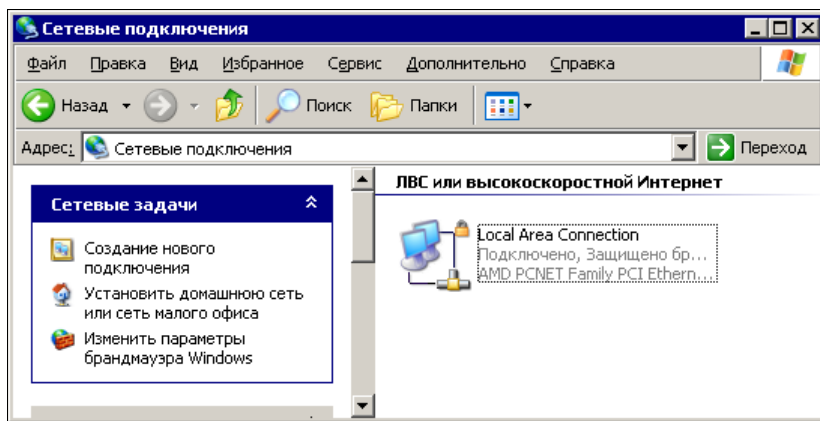 Сетевые подключения
Файл Правка Вид Избранное Сервис Дополнительно Справка
Назад Поиск Папки
Адрес: Сетевые подключения Переход
Сетевые задачи
Создание нового
подключения
Установить домашнюю сеть
или сеть малого офиса
Изменить параметры
брандмауэра Windows
ЛВС или высокоскоростной Интернет
Local Area Connection
Подключено, Защищено бр...
AMD PCNET Family PCI Ethern...